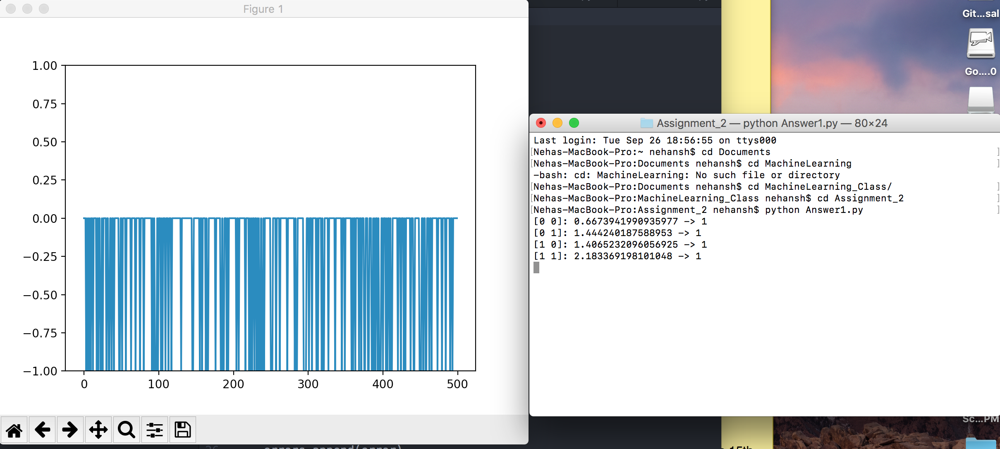 Figure 1
1.00
0.75
0.50
0.25
0.00
−0.25
−0.50
−0.75
−1.00
0
100
200
300
400
500
errors.append(error)
Git...sal
Go....0
Assignment_2 — python Answer1.py — 80×24
Last login: Tue Sep 26 18:56:55 on ttys000
[Nehas-MacBook-Pro:~ nehansh$ cd Documents ]
[Nehas-MacBook-Pro:Documents nehansh$ cd MachineLearning ]
-bash: cd: MachineLearning: No such file or directory
[Nehas-MacBook-Pro:Documents nehansh$ cd MachineLearning_Class/ ]
[Nehas-MacBook-Pro:MachineLearning_Class nehansh$ cd Assignment_2 ]
[Nehas-MacBook-Pro:Assignment_2 nehansh$ python Answer1.py ]
[0 0]: 0.6673941990935977 -> 1
[0 1]: 1.444240187588953 -> 1
[1 0]: 1.4065232096056925 -> 1
[1 1]: 2.183369198101048 -> 1
Sc...PM
15th